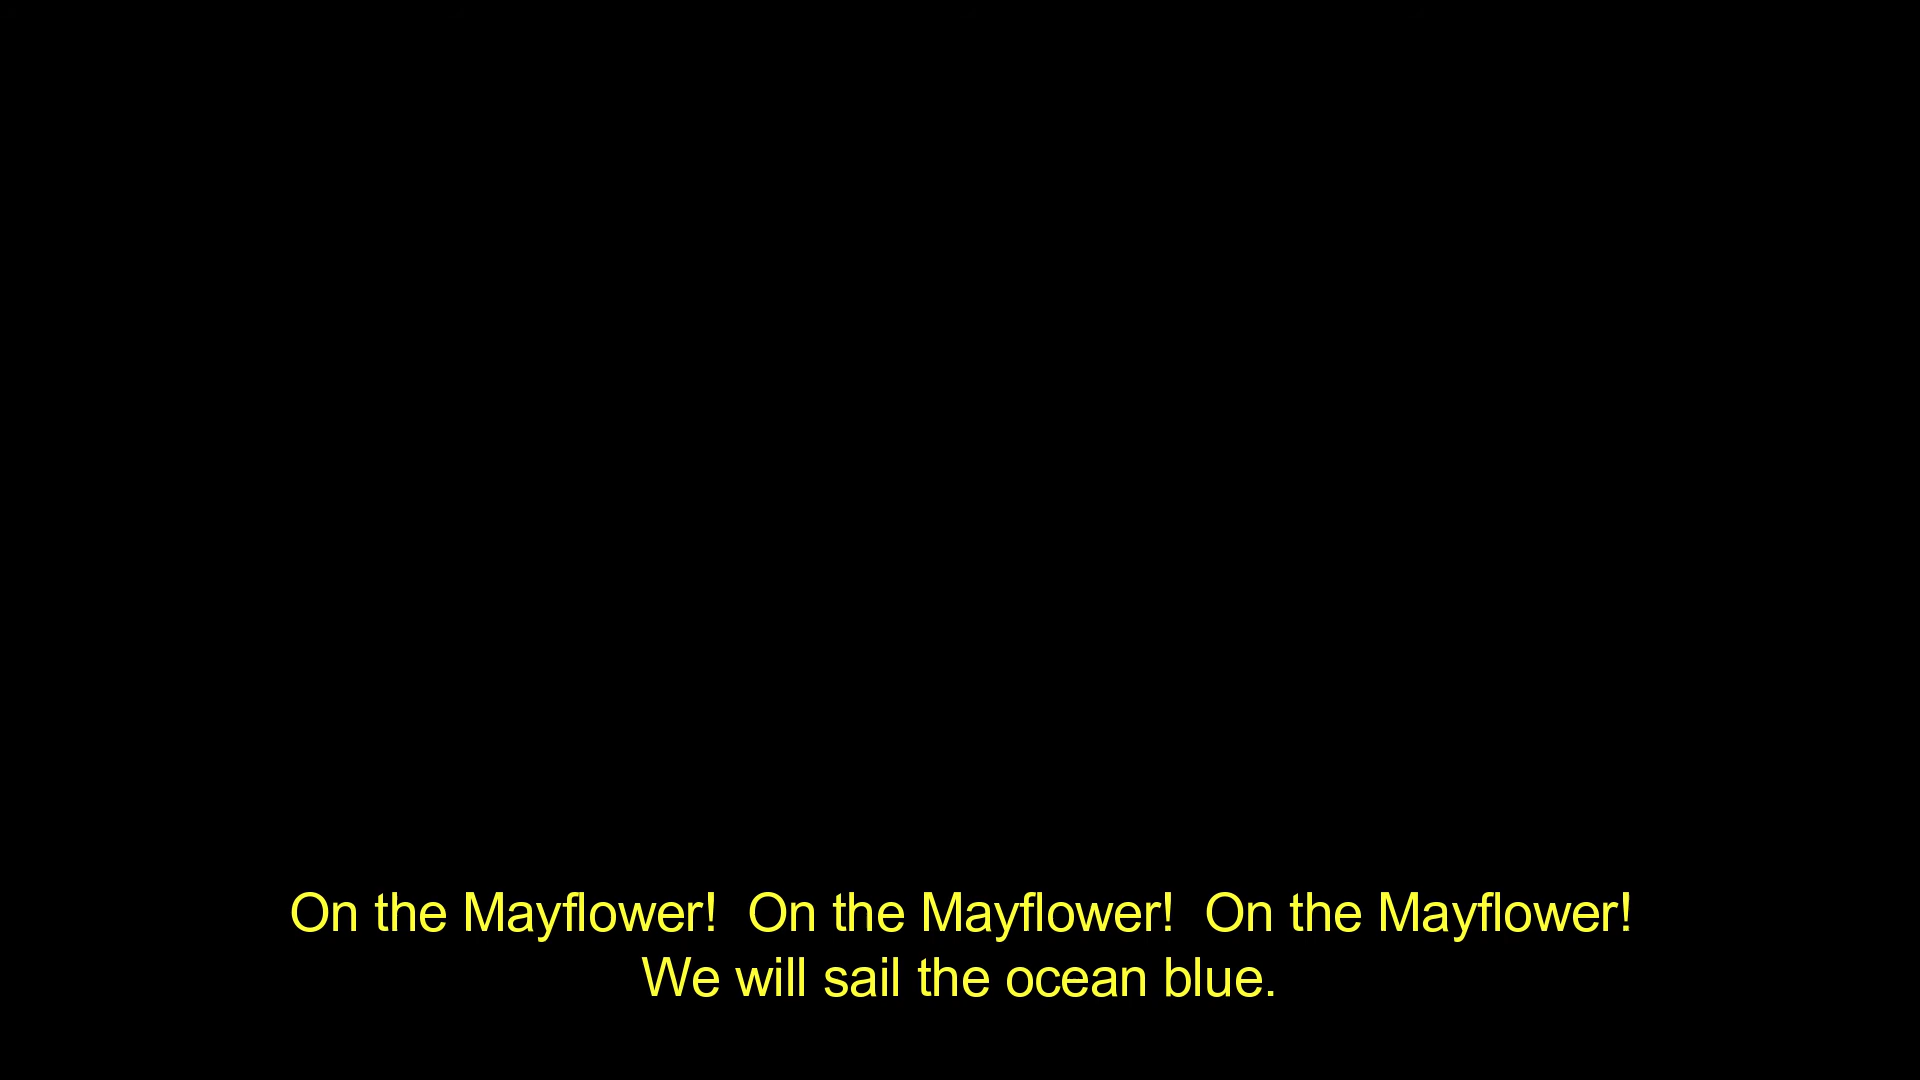 On the Mayflower!  On the Mayflower!  On the Mayflower!
We will sail the ocean blue.